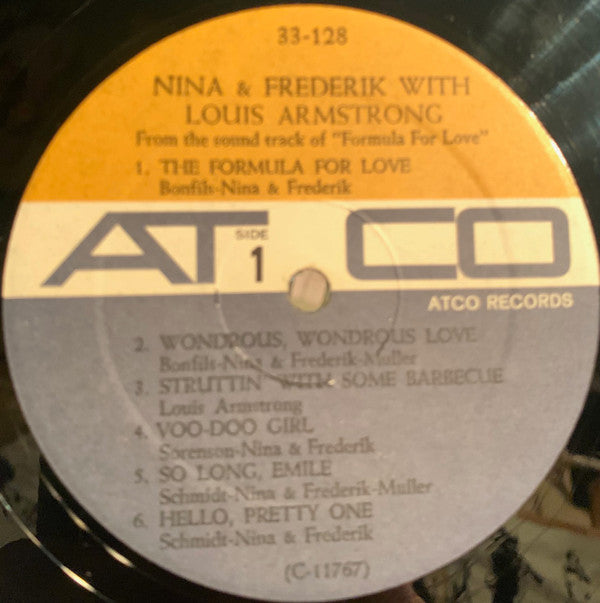 33-128
NINA & FREDERIK WITH
LOUIS ARMSTRONG
From the sound track of "Formula For Love"
1. THE FORMULA FOR LOVE
Bonfils-Nina & Frederik
ATCO
SIDE
1
ATCO RECORDS
2. WONDROUS, WONDROUS LOVE
Bonfils-Nina & Frederik-Muller
3. STRUTTIN' WITH SOME BARBECUE
Louis Armstrong
4. VOO-DOO GIRL
Sorenson-Nina & Frederik
5. SO LONG, EMILE
Schmidt-Nina & Frederik-Muller
6. HELLO, PRETTY ONE
Schmidt-Nina & Frederik
(C-11767)